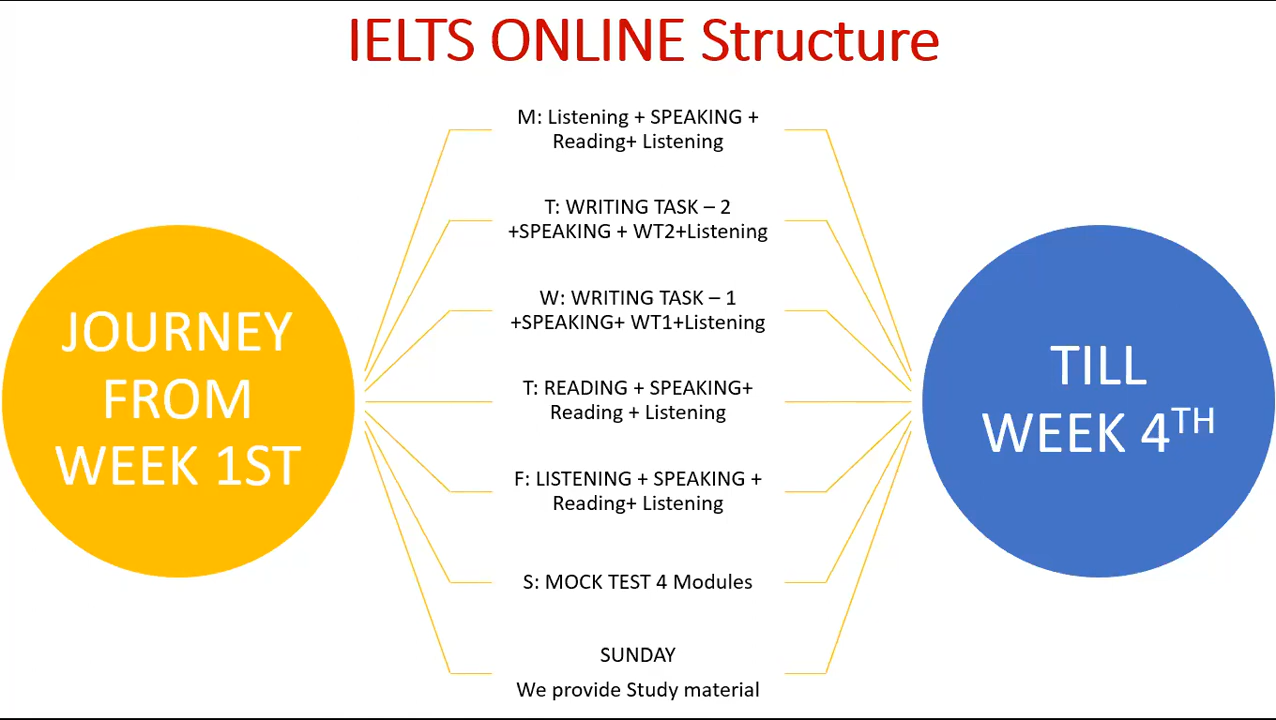 IELTS ONLINE Structure
JOURNEY
FROM
WEEK 1ST
M: Listening + SPEAKING +
Reading+ Listening
T: WRITING TASK – 2
+SPEAKING + WT2+Listening
W: WRITING TASK – 1
+SPEAKING+ WT1+Listening
T: READING + SPEAKING+
Reading + Listening
F: LISTENING + SPEAKING +
Reading+ Listening
S: MOCK TEST 4 Modules
SUNDAY
We provide Study material
TILL
WEEK 4TH